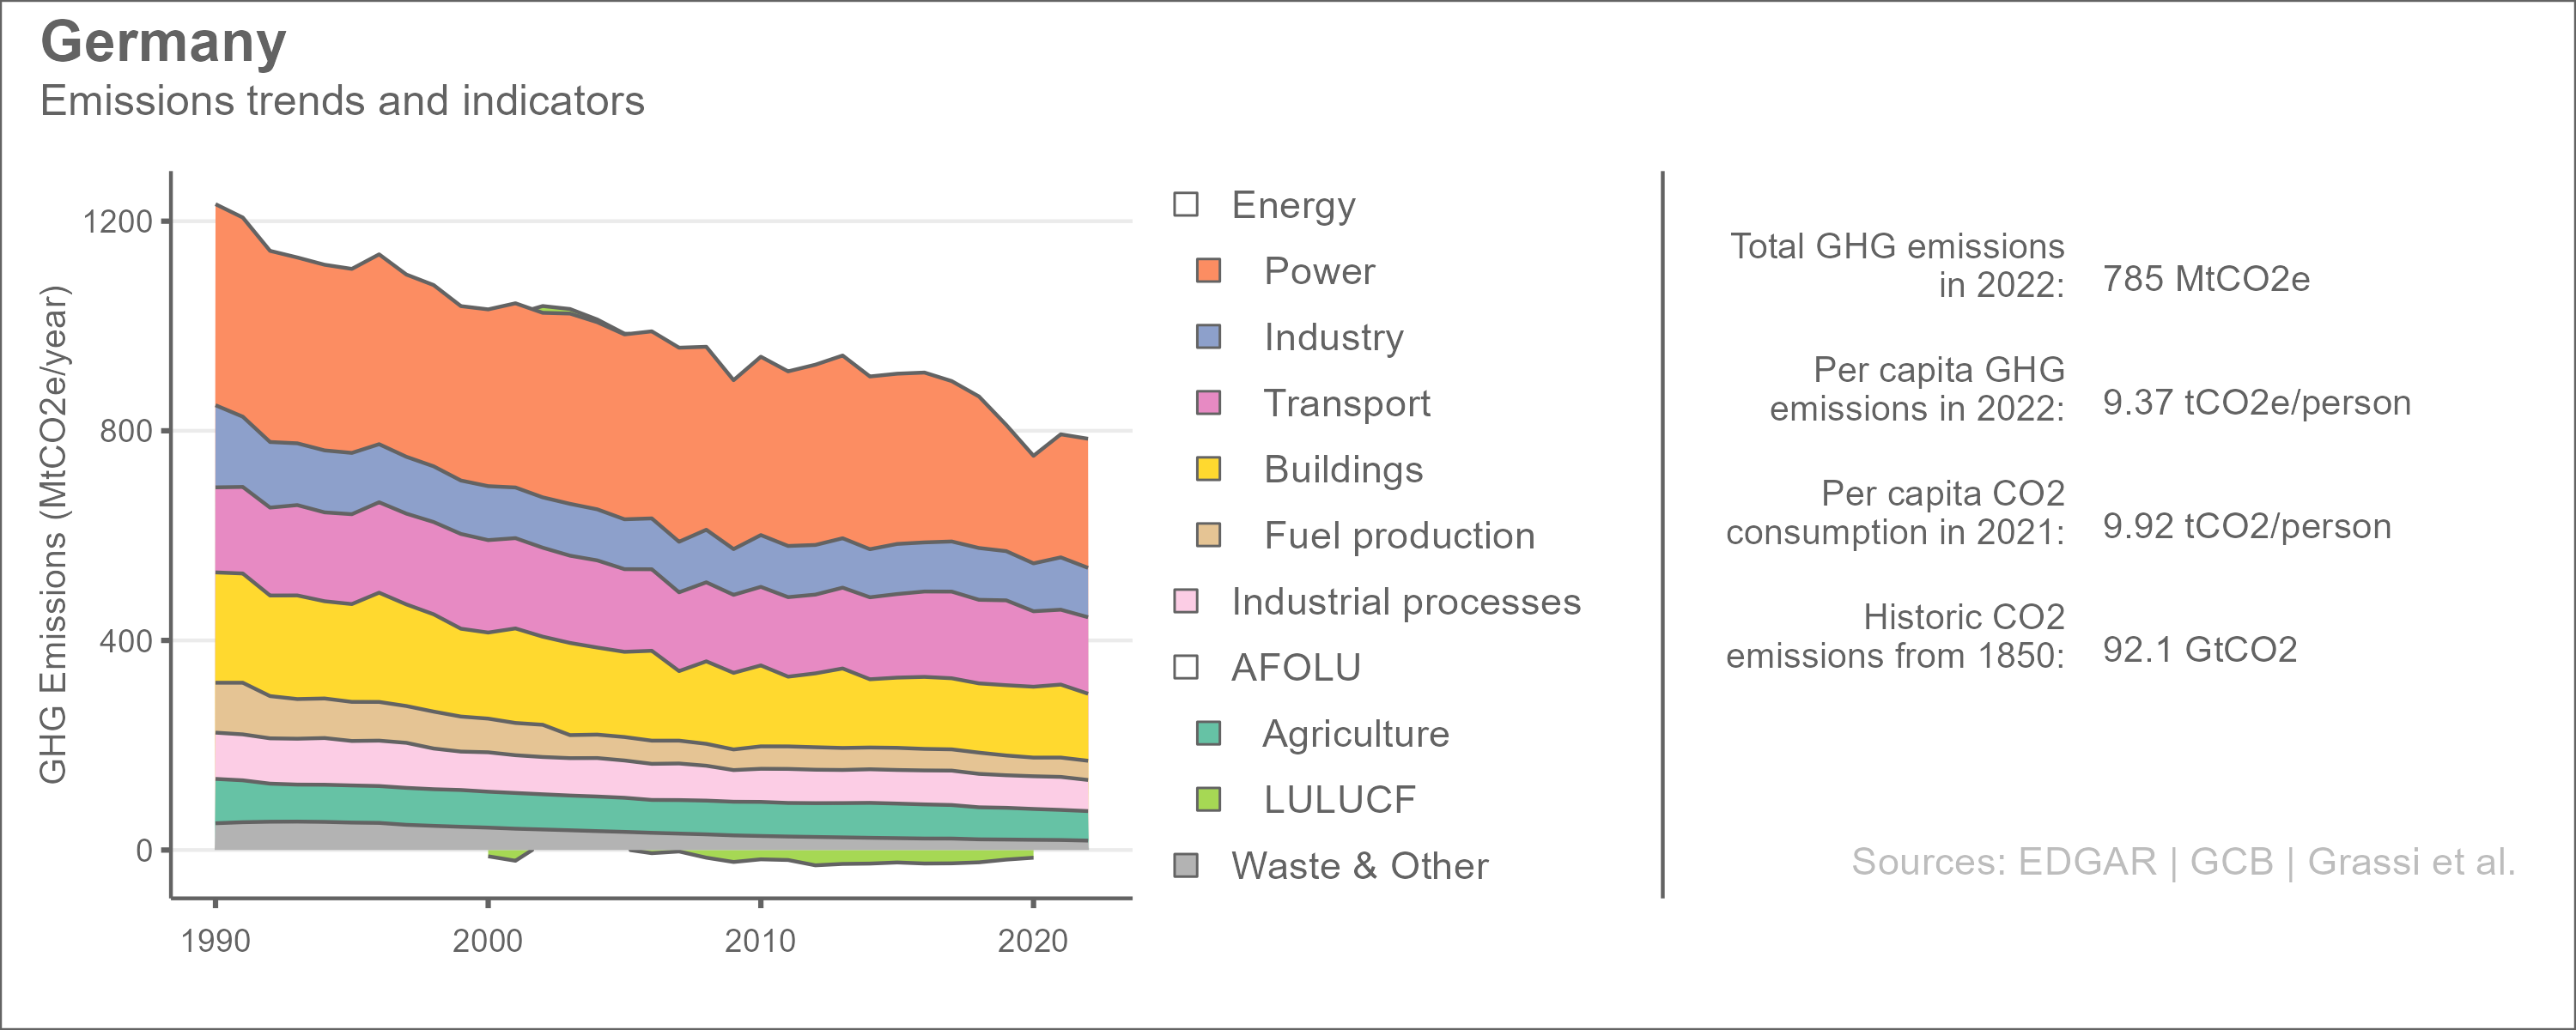 Germany
Emissions trends and indicators
GHG Emissions (MtCO2e/year)
1200
800
400
0
1990
2000
2010
2020
Energy
Power
Industry
Transport
Buildings
Fuel production
Industrial processes
AFOLU
Agriculture
LULUCF
Waste & Other
Total GHG emissions
in 2022:
785 MtCO2e
Per capita GHG
emissions in 2022:
9.37 tCO2e/person
Per capita CO2
consumption in 2021:
9.92 tCO2/person
Historic CO2
emissions from 1850:
92.1 GtCO2
Sources: EDGAR | GCB | Grassi et al.